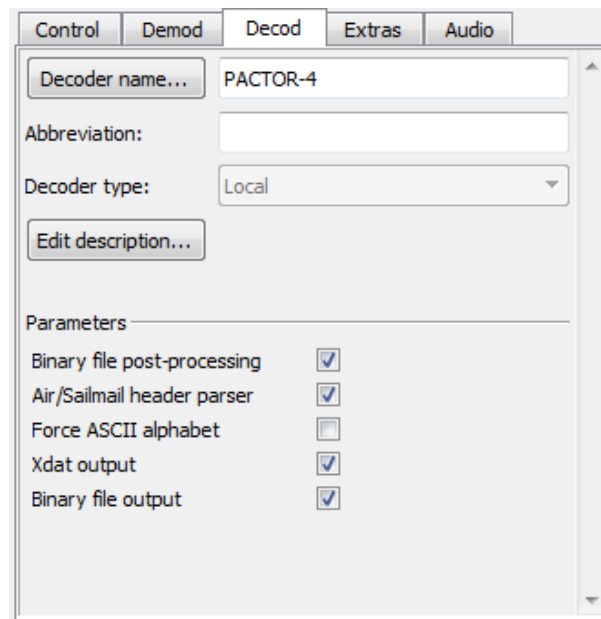 Control Demod Decod Extras Audio
Decoder name... PACTOR-4
Abbreviation:
Decoder type: Local
Edit description...
Parameters
Binary file post-processing
Air/Sailmail header parser
Force ASCII alphabet
Xdat output
Binary file output